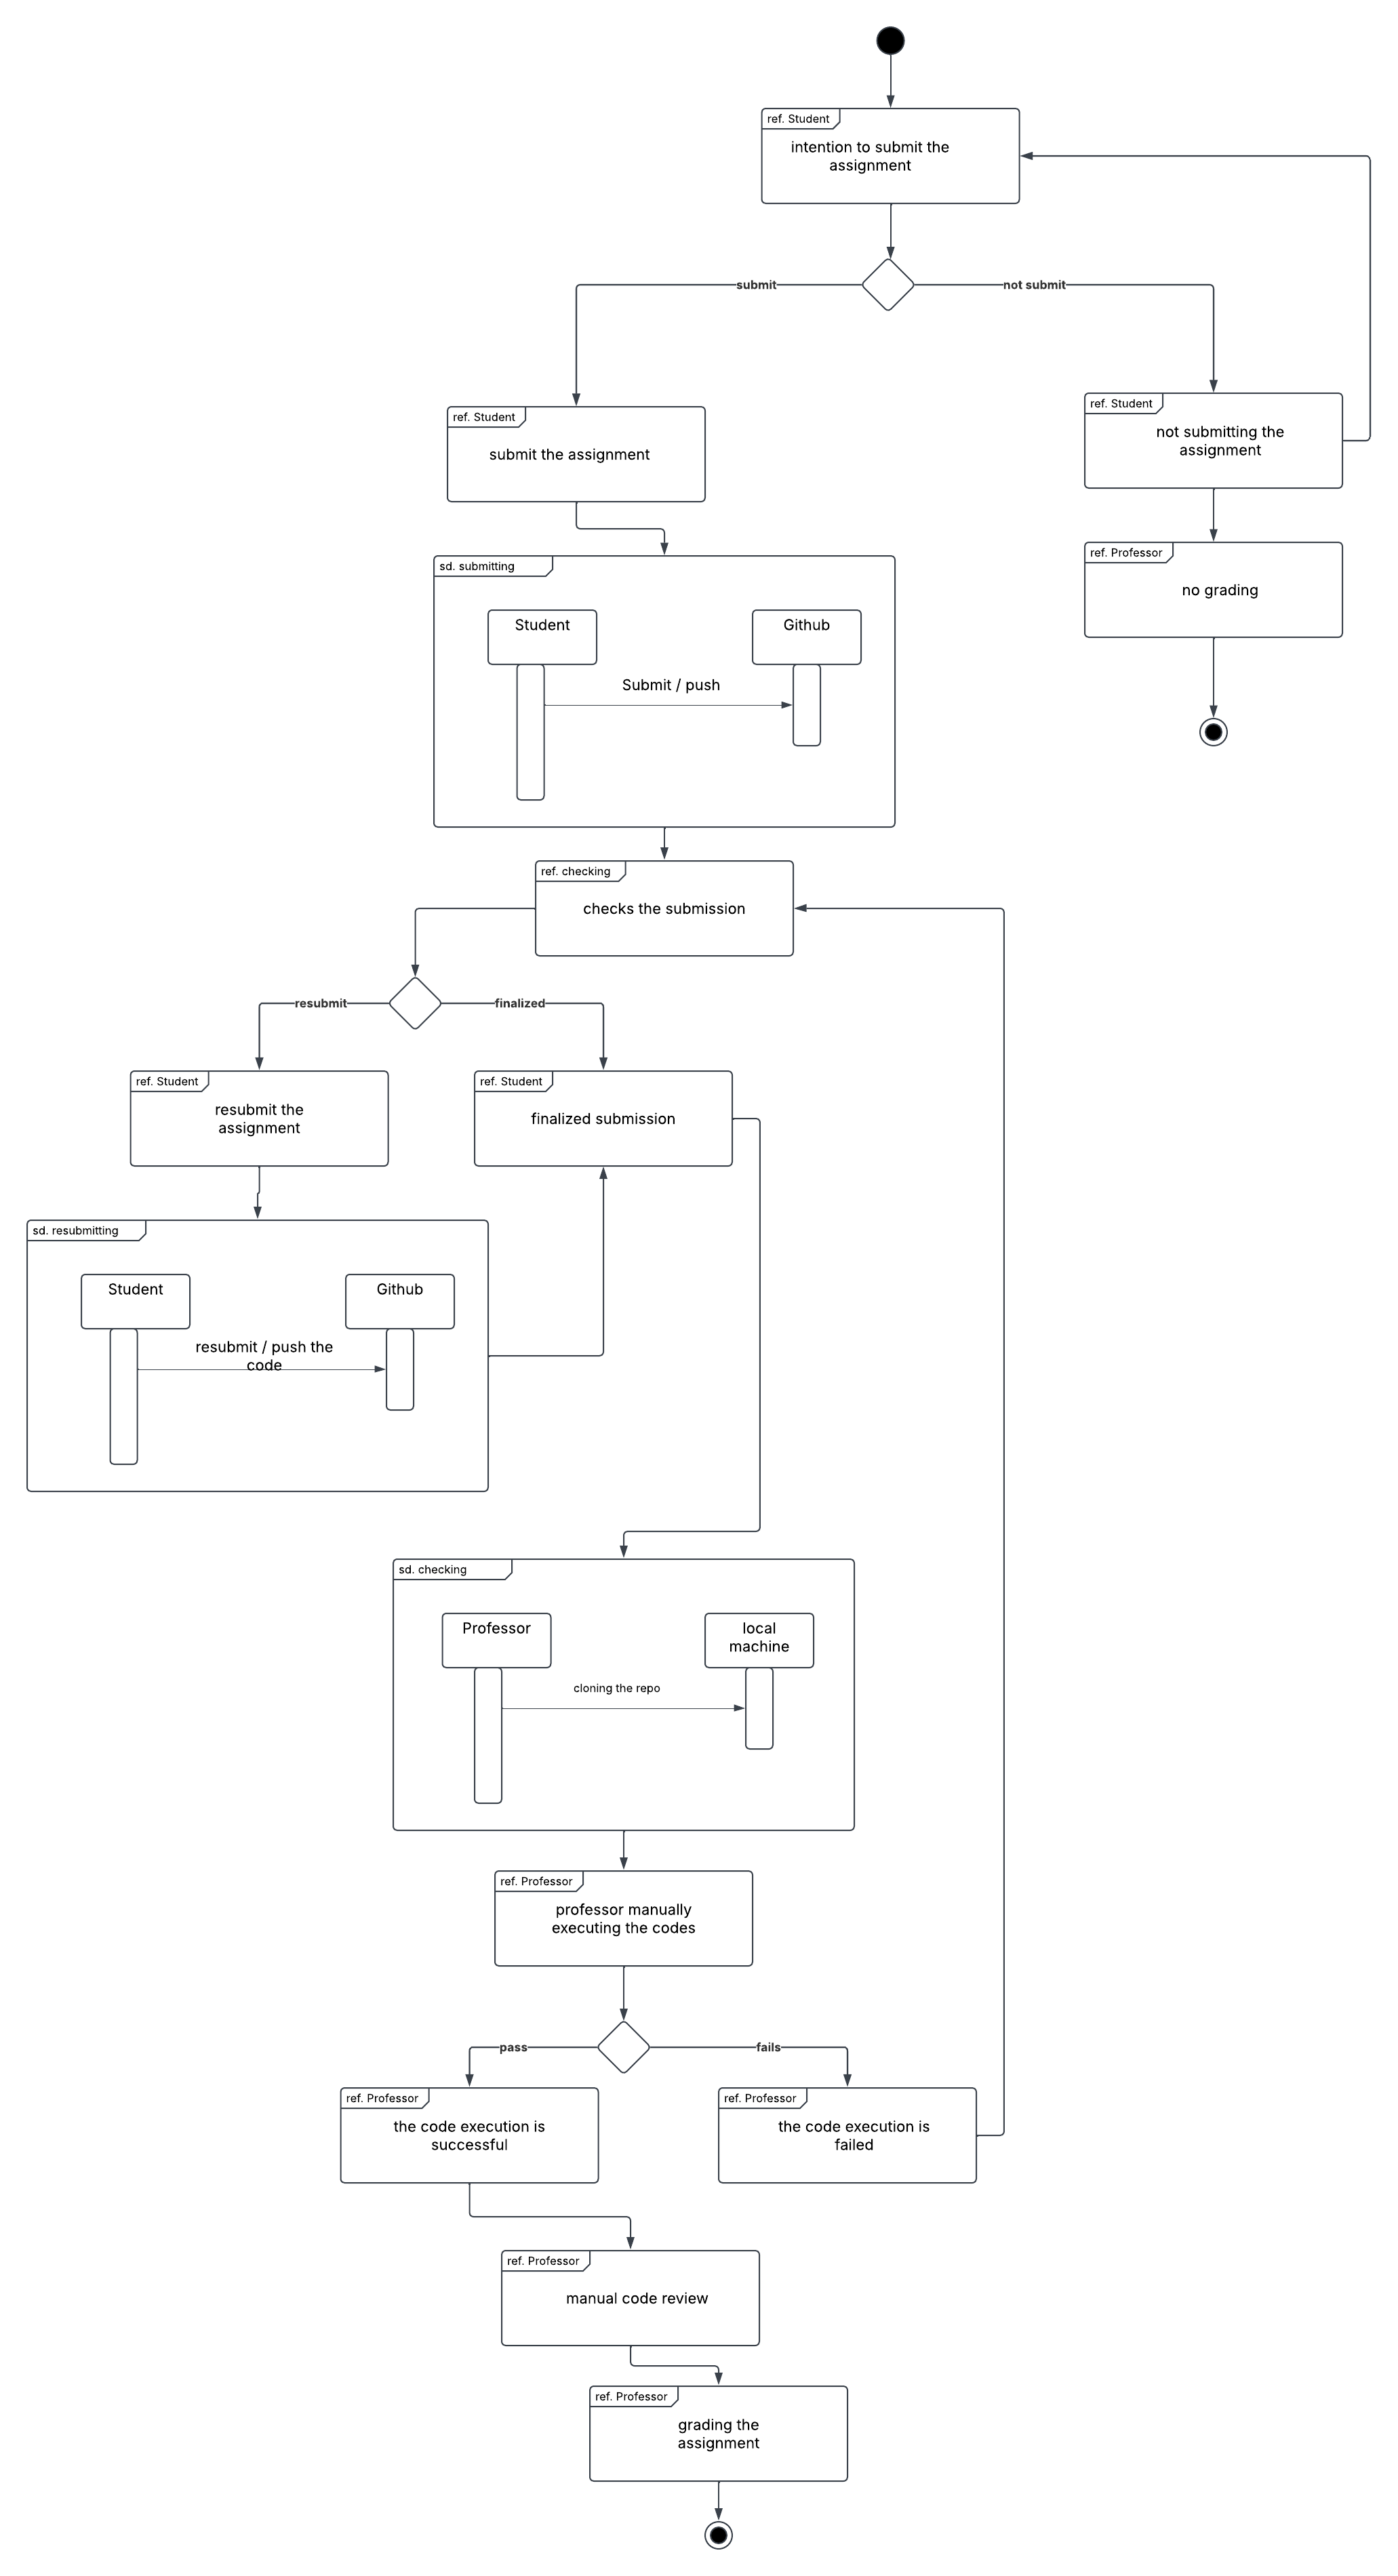 ref. Student
intention to submit the
assignment
submit
not submit
ref. Student
not submitting the
assignment
ref. Student
submit the assignment
ref. Professor
no grading
sd. submitting
Student
Github
Submit / push
ref. checking
checks the submission
resubmit
finalized
ref. Student
resubmit the
assignment
ref. Student
finalized submission
sd. resubmitting
Student
Github
resubmit / push the
code
sd. checking
Professor
local
machine
cloning the repo
ref. Professor
professor manually
executing the codes
pass
fails
ref. Professor
the code execution is
successful
ref. Professor
the code execution is
failed
ref. Professor
manual code review
ref. Professor
grading the
assignment